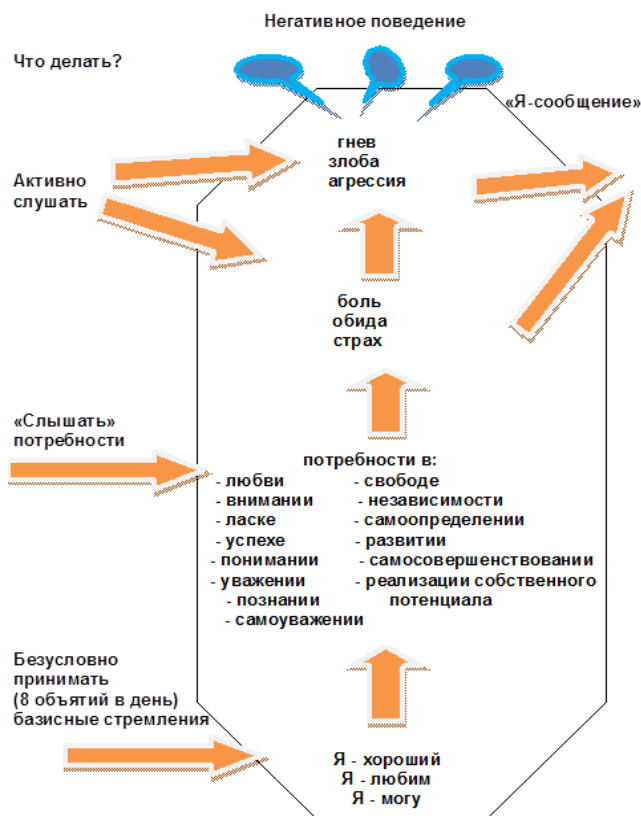 Негативное поведение
Что делать?
«Я-сообщение»
гнев
злоба
агрессия
Активно
слушать
боль
обида
страх
«Слышать»
потребности
потребности в:
- любви
- внимании
- ласке
- успехе
- понимании
- уважении
- познании
- самоуважении
- свободе
- независимости
- самоопределении
- развитии
- самосовершенствовании
- реализации собственного
потенциала
Безусловно
принимать
(8 объятий в день)
базисные стремления
Я - хороший
Я - любим
Я - могу